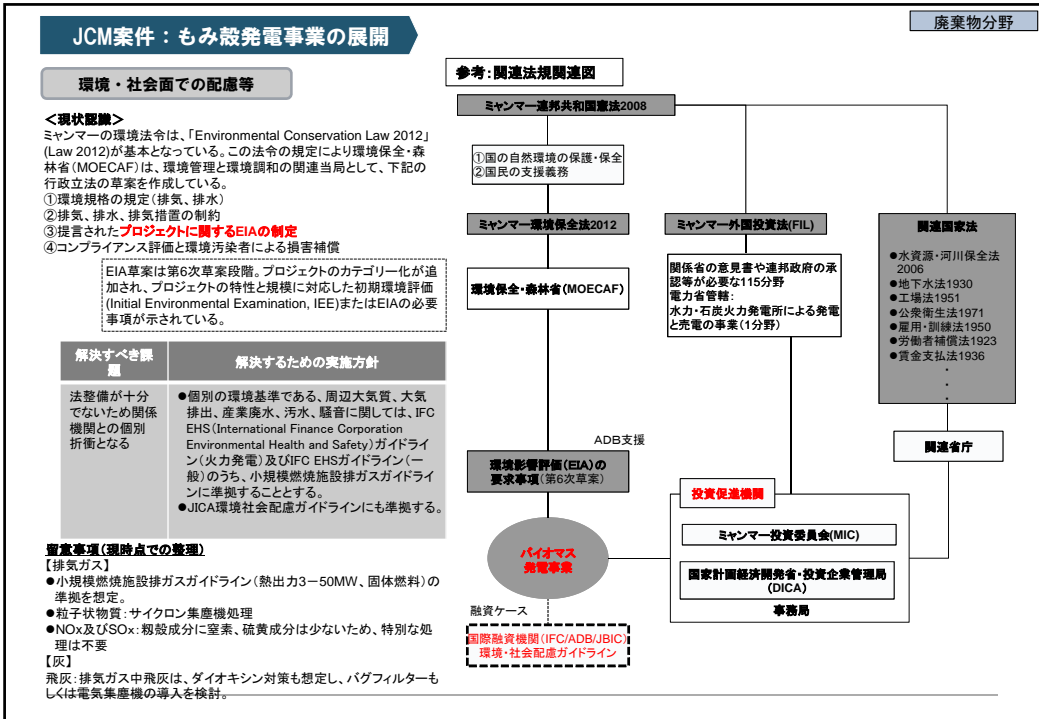 廃棄物分野
JCM案件：もみ殻発電事業の展開
環境・社会面での配慮等
＜現状認識＞
ミャンマーの環境法令は、「Environmental Conservation Law 2012」
(Law 2012)が基本となっている。この法令の規定により環境保全・森
林省(MOECAF)は、環境管理と環境調和の関連当局として、下記の
行政立法の草案を作成している。
①環境規格の規定(排気、排水)
②排気、排水、排気措置の制約
③提言されたプロジェクトに関するEIAの制定
④コンプライアンス評価と環境汚染者による損害補償
EIA草案は第6次草案段階。プロジェクトのカテゴリー化が追
加され、プロジェクトの特性と規模に対応した初期環境評価
(Initial Environmental Examination, IEE)またはEIAの必要
事項が示されている。
解決すべき課
題
解決するための実施方針
法整備が十分
でないため関係
機関との個別
折衝となる
●個別の環境基準である、周辺大気質、大気
排出、産業廃水、汚水、騒音に関しては、IFC
EHS(International Finance Corporation
Environmental Health and Safety)ガイドライ
ン(火力発電)及びIFC EHSガイドライン(一
般)のうち、小規模燃焼施設排ガスガイドライ
ンに準拠することとする。
●JICA環境社会配慮ガイドラインにも準拠する。
留意事項(現時点での整理)
【排気ガス】
●小規模燃焼施設排ガスガイドライン(熱出力3－50MW、固体燃料)の
準拠を想定。
●粒子状物質：サイクロン集塵機処理
●NOx及びSOx：籾殻成分に窒素、硫黄成分は少ないため、特別な処
理は不要
【灰】
飛灰：排気ガス中飛灰は、ダイオキシン対策も想定し、バグフィルターも
しくは電気集塵機の導入を検討。
参考：関連法規関連図
ミャンマー連邦共和国憲法2008
①国の自然環境の保護・保全
②国民の支援義務
ミャンマー環境保全法2012
環境保全・森林省(MOECAF)
ADB支援
環境影響評価(EIA)の
要求事項(第6次草案)
バイオマス
発電事業
融資ケース
国際融資機関(IFC/ADB/JBIC)
環境・社会配慮ガイドライン
ミャンマー外国投資法(FIL)
関係省の意見書や連邦政府の承
認等が必要な115分野
電力省管轄：
水力・石炭火力発電所による発電
と売電の事業(1分野)
投資促進機関
ミャンマー投資委員会(MIC)
国家計画経済開発省・投資企業管理局
(DICA)
事務局
関連国家法
●水資源・河川保全法
2006
●地下水法1930
●工場法1951
●公衆衛生法1971
●雇用・訓練法1950
●労働者補償法1923
●賃金支払法1936
・
・
・
関連省庁